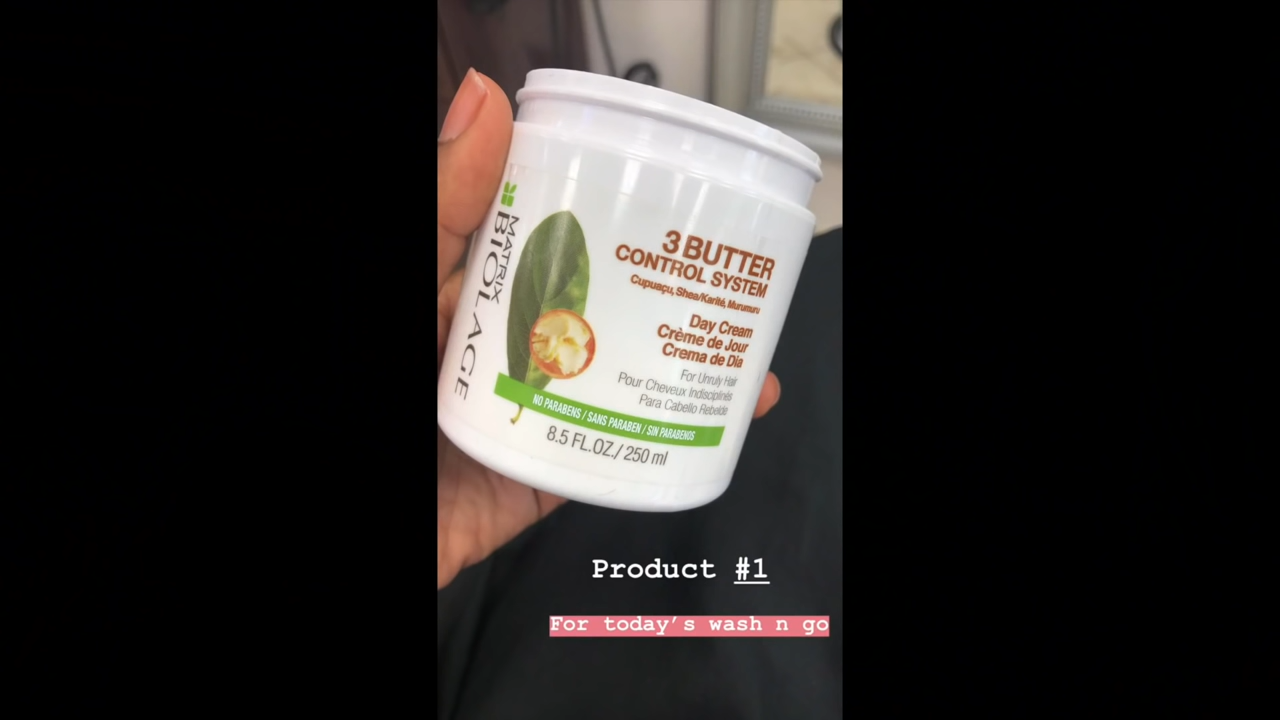 MATRIX
BIOLAGE
3 BUTTER
CONTROL SYSTEM
Cupuaçu, Shea/Karité, Murumuru
Day Cream
Crème de Jour
Crema de Dia
For Unruly Hair
Pour Cheveux Indisciplinés
Para Cabello Rebelde
NO PARABENS / SANS PARABEN / SIN PARABENOS
8.5 FL.OZ./ 250 ml
Product #1
For today's wash n go